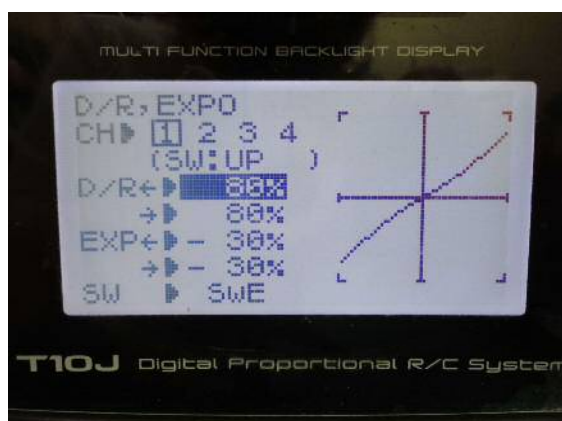 MULTI FUNCTION BACKLIGHT DISPLAY
D/R,EXPO
CH▶ 1 2 3 4
(SW:UP )
D/R←▶ 80%
→▶ 80%
EXP←▶- 30%
→▶- 30%
SW ▶ SWE
T10J Digital Proportional R/C System